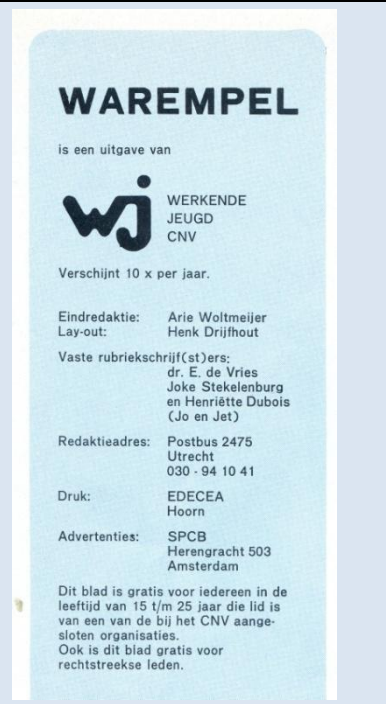 WAREMPEL
is een uitgave van
wj WERKENDE
JEUGD
CNV
Verschijnt 10 x per jaar.
Eindredaktie: Arie Woltmeijer
Lay-out: Henk Drijfhout
Vaste rubriekschrijf(st)ers:
dr. E. de Vries
Joke Stekelenburg
en Henriëtte Dubois
(Jo en Jet)
Redaktieadres: Postbus 2475
Utrecht
030 - 94 10 41
Druk: EDECEA
Hoorn
Advertenties: SPCB
Herengracht 503
Amsterdam
Dit blad is gratis voor iedereen in de
leeftijd van 15 t/m 25 jaar die lid is
van een van de bij het CNV aange-
sloten organisaties.
Ook is dit blad gratis voor
rechtstreekse leden.